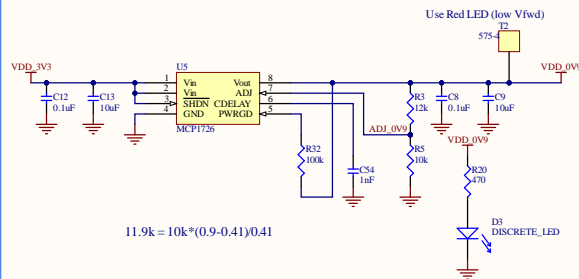 Use Red LED (low Vfwd)
T2
575-4
VDD_3V3
VDD_0V9
U5
1 Vin Vout 8
2 Vin ADJ 7
3 SHDN CDELAY 6
4 GND PWRGD 5
MCP1726
C12
0.1uF
C13
10uF
R3
12k
C8
0.1uF
C9
10uF
ADJ_0V9
VDD_0V9
R32
100k
R5
10k
C54
1nF
R20
470
D3
DISCRETE_LED
11.9k = 10k*(0.9-0.41)/0.41